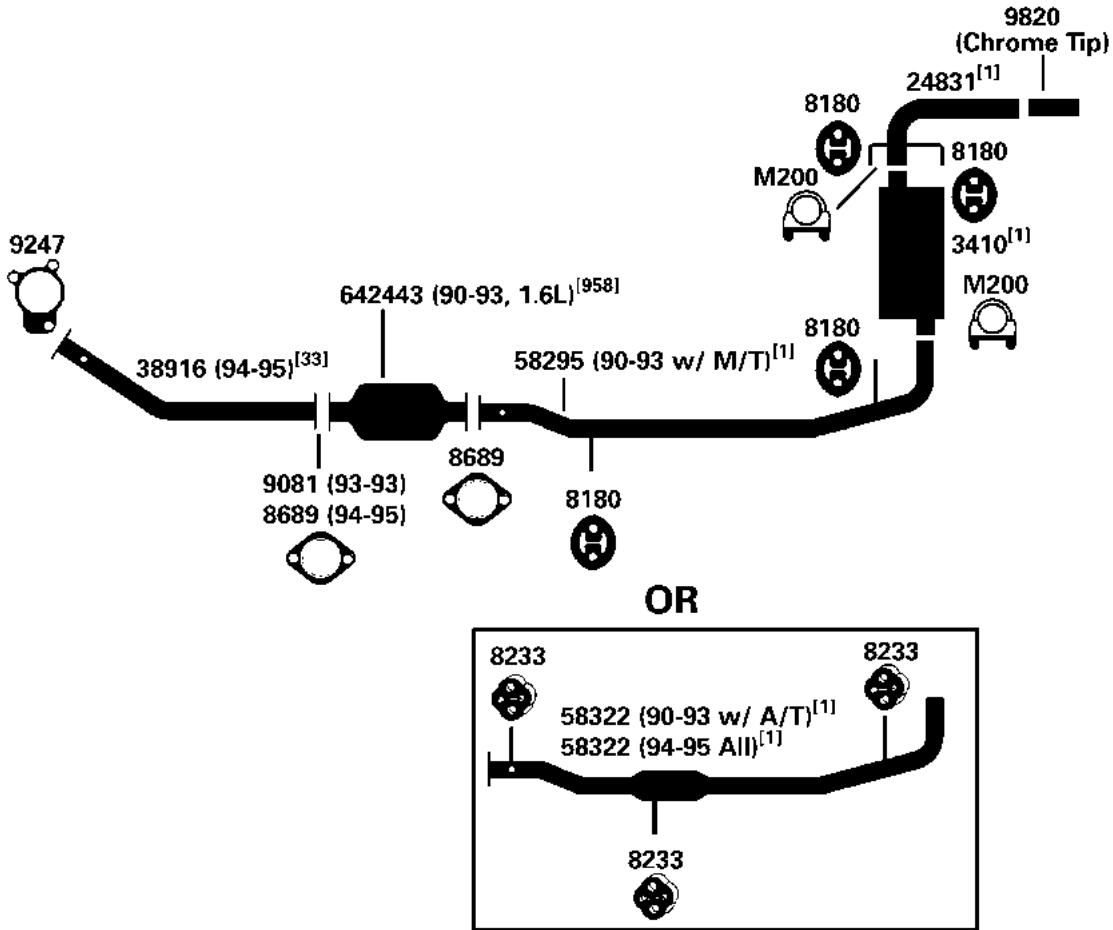 9820
(Chrome Tip)
24831[1]
8180
8180
M200
3410[1]
M200
9247
642443 (90-93, 1.6L)[958]
8180
38916 (94-95)[33]
58295 (90-93 w/ M/T)[1]
8689
9081 (93-93)
8689 (94-95)
8180
OR
8233
8233
58322 (90-93 w/ A/T)[1]
58322 (94-95 All)[1]
8233